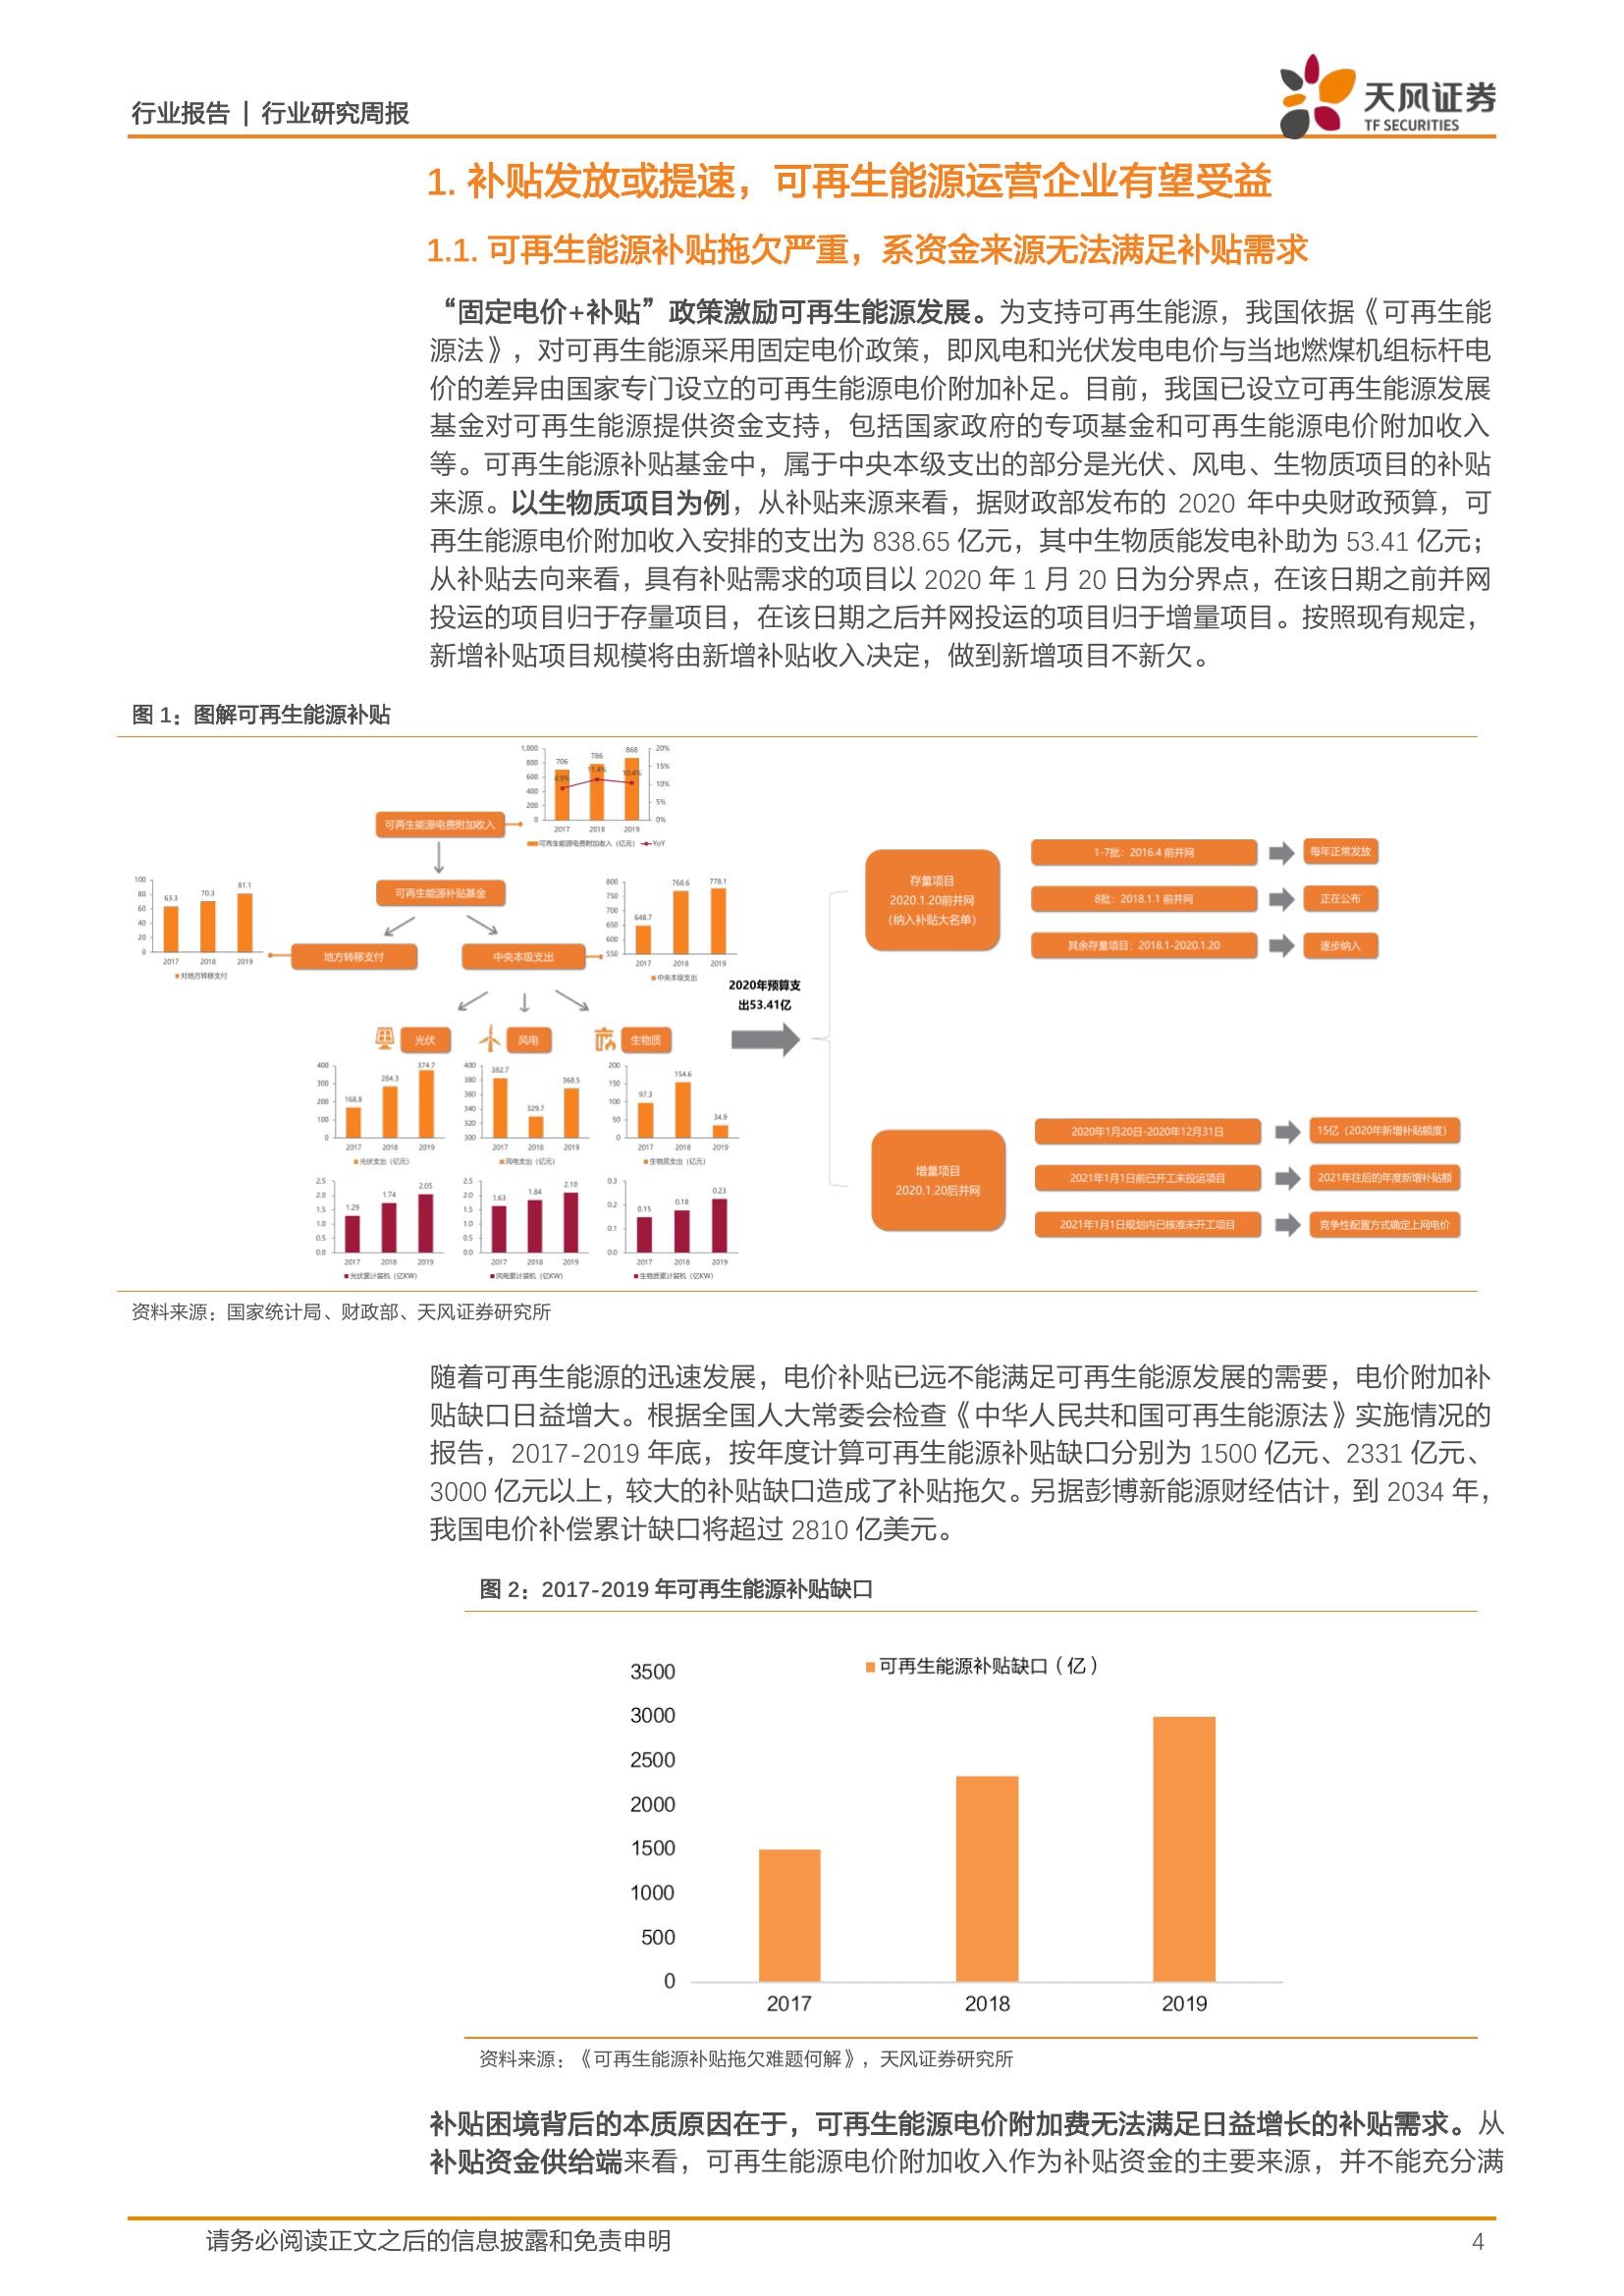 行业报告 | 行业研究周报
天风证券
TF SECURITIES
1. 补贴发放或提速，可再生能源运营企业有望受益
1.1. 可再生能源补贴拖欠严重，系资金来源无法满足补贴需求
“固定电价+补贴”政策激励可再生能源发展。为支持可再生能源，我国依据《可再生能
源法》，对可再生能源采用固定电价政策，即风电和光伏发电电价与当地燃煤机组标杆电
价的差异由国家专门设立的可再生能源电价附加补足。目前，我国已设立可再生能源发展
基金对可再生能源提供资金支持，包括国家政府的专项基金和可再生能源电价附加收入
等。可再生能源补贴基金中，属于中央本级支出的部分是光伏、风电、生物质项目的补贴
来源。以生物质项目为例，从补贴来源来看，据财政部发布的 2020 年中央财政预算，可
再生能源电价附加收入安排的支出为 838.65 亿元，其中生物质能发电补助为 53.41 亿元；
从补贴去向来看，具有补贴需求的项目以 2020 年 1 月 20 日为分界点，在该日期之前并网
投运的项目归于存量项目，在该日期之后并网投运的项目归于增量项目。按照现有规定，
新增补贴项目规模将由新增补贴收入决定，做到新增项目不新欠。
图 1：图解可再生能源补贴
1,000
800
600
400
200
0
706
786
868
8.9%
11.4%
10.4%
20%
15%
10%
5%
0%
2017 2018 2019
可再生能源电费附加收入（亿元） YoY
可再生能源电费附加收入
可再生能源补贴基金
100
80
60
40
20
0
63.3
70.3
81.1
2017 2018 2019
对地方转移支付
地方转移支付
中央本级支出
800
750
700
650
600
550
648.7
768.6
778.1
2017 2018 2019
中央本级支出
2020年预算支
出53.41亿
光伏
风电
生物质
400
300
200
100
0
168.8
284.3
374.7
2017 2018 2019
光伏支出（亿元）
400
380
360
340
320
300
382.7
329.7
368.5
2017 2018 2019
风电支出（亿元）
200
150
100
50
0
97.3
154.6
34.9
2017 2018 2019
生物质支出（亿元）
2.5
2.0
1.5
1.0
0.5
0.0
1.29
1.74
2.05
2017 2018 2019
光伏累计装机（亿KW）
2.5
2.0
1.5
1.0
0.5
0.0
1.63
1.84
2.10
2017 2018 2019
风电累计装机（亿KW）
0.3
0.2
0.1
0.0
0.15
0.18
0.23
2017 2018 2019
生物质累计装机（亿KW）
存量项目
2020.1.20前并网
（纳入补贴大名单）
1-7批：2016.4 前并网
每年正常发放
8批：2018.1.1 前并网
正在公布
其余存量项目：2018.1-2020.1.20
逐步纳入
增量项目
2020.1.20后并网
2020年1月20日-2020年12月31日
15亿（2020年新增补贴额度）
2021年1月1日前已开工未投运项目
2021年往后的年度新增补贴额
2021年1月1日规划内已核准未开工项目
竞争性配置方式确定上网电价
资料来源：国家统计局、财政部、天风证券研究所
随着可再生能源的迅速发展，电价补贴已远不能满足可再生能源发展的需要，电价附加补
贴缺口日益增大。根据全国人大常委会检查《中华人民共和国可再生能源法》实施情况的
报告，2017-2019 年底，按年度计算可再生能源补贴缺口分别为 1500 亿元、2331 亿元、
3000 亿元以上，较大的补贴缺口造成了补贴拖欠。另据彭博新能源财经估计，到 2034 年，
我国电价补偿累计缺口将超过 2810 亿美元。
图 2：2017-2019 年可再生能源补贴缺口
可再生能源补贴缺口（亿）
3500
3000
2500
2000
1500
1000
500
0
2017 2018 2019
资料来源：《可再生能源补贴拖欠难题何解》，天风证券研究所
补贴困境背后的本质原因在于，可再生能源电价附加费无法满足日益增长的补贴需求。从
补贴资金供给端来看，可再生能源电价附加收入作为补贴资金的主要来源，并不能充分满
请务必阅读正文之后的信息披露和免责申明
4